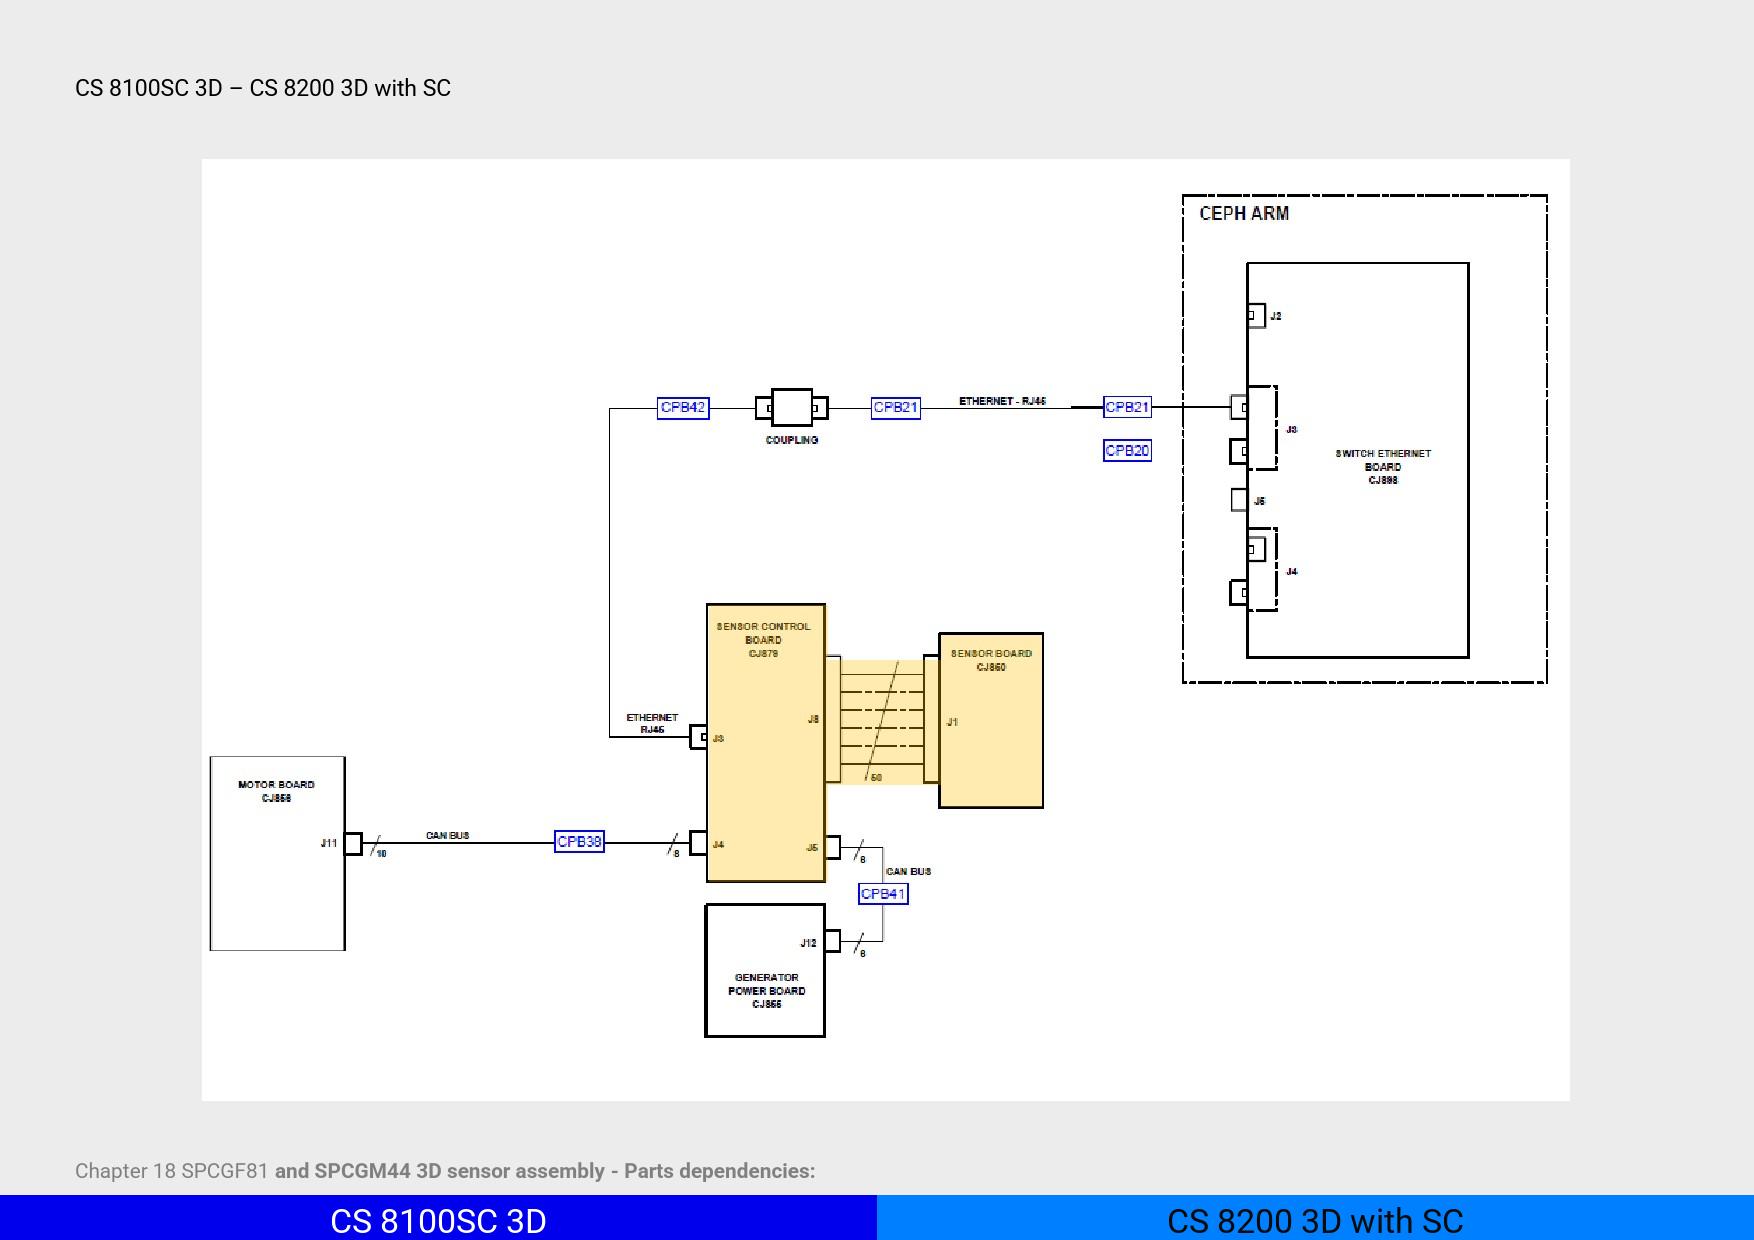 CS 8100SC 3D – CS 8200 3D with SC
CEPH ARM
J2
CPB42
CPB21
ETHERNET - RJ45
CPB21
COUPLING
J3
CPB20
SWITCH ETHERNET
BOARD
CJ898
J5
J4
SENSOR CONTROL
BOARD
CJ879
SENSOR BOARD
CJ860
J8
J1
ETHERNET
RJ45
J3
50
MOTOR BOARD
CJ856
J11
10
CAN BUS
CPB38
8
J4
J5
6
CAN BUS
CPB41
J12
6
GENERATOR
POWER BOARD
CJ855
Chapter 18 SPCGF81 and SPCGM44 3D sensor assembly - Parts dependencies:
CS 8100SC 3D
CS 8200 3D with SC